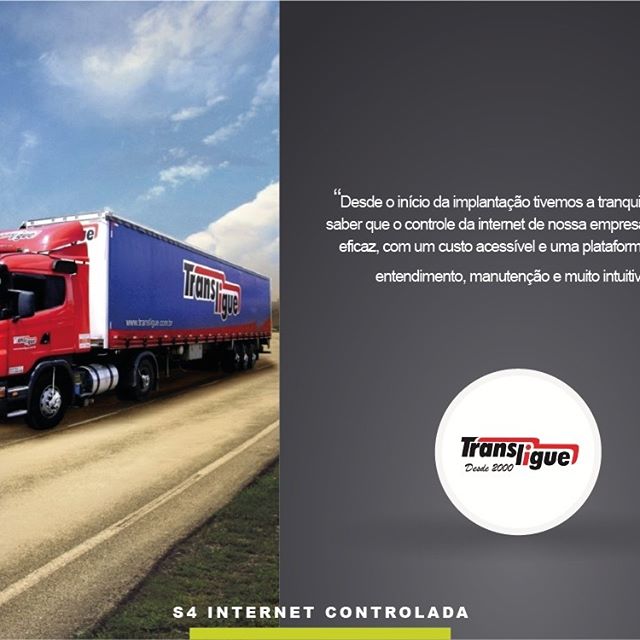 Transligue
www.transligue.com.br
“Desde o início da implantação tivemos a tranqui
saber que o controle da internet de nossa empresa
eficaz, com um custo acessível e uma plataform
entendimento, manutenção e muito intuitiv
Transligue
Desde 2000
S4 INTERNET CONTROLADA